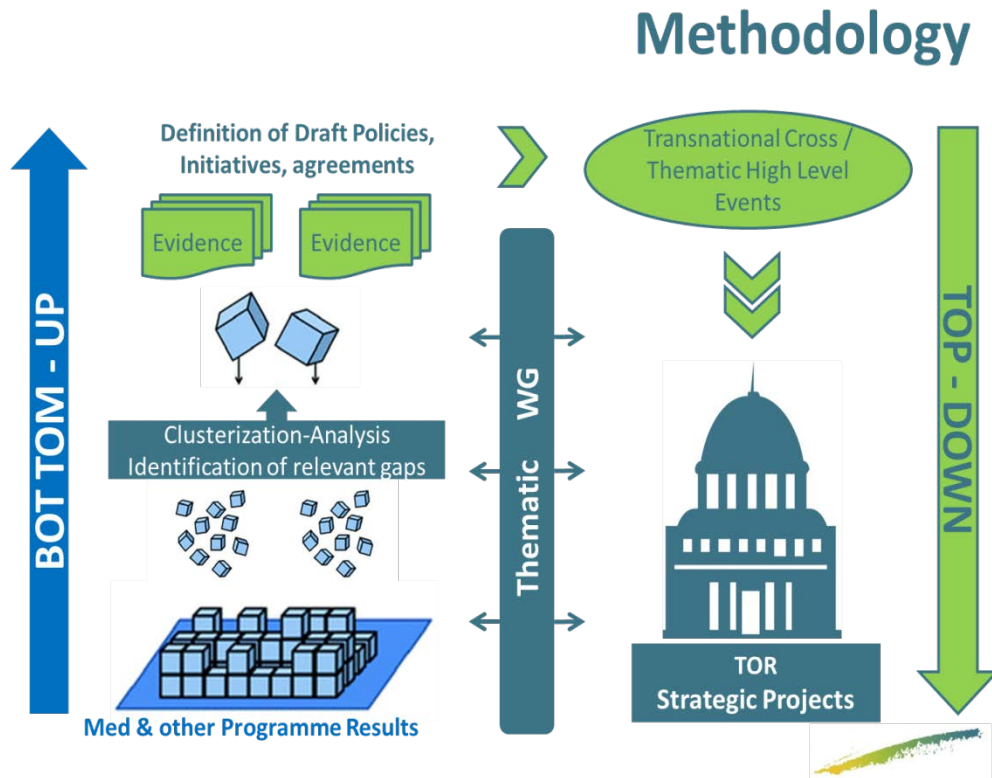 Methodology
BOT TOM - UP
Definition of Draft Policies,
Initiatives, agreements
Evidence
Evidence
Clusterization-Analysis
Identification of relevant gaps
Med & other Programme Results
Thematic WG
Transnational Cross /
Thematic High Level
Events
TOR
Strategic Projects
TOP - DOWN